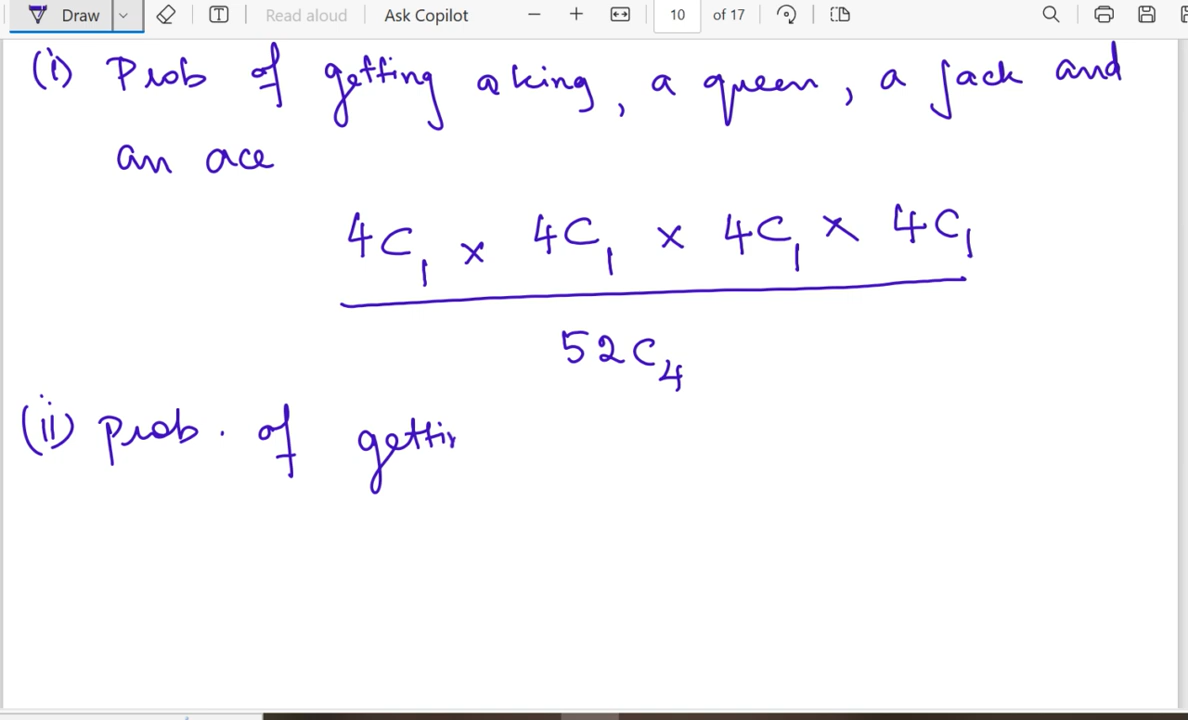 Draw Read aloud Ask Copilot 10 of 17
(i) Prob of getting a king, a queen, a jack and
an ace
4C₁ × 4C₁ × 4C₁ × 4C₁
52C₄
(ii) Prob. of gettin